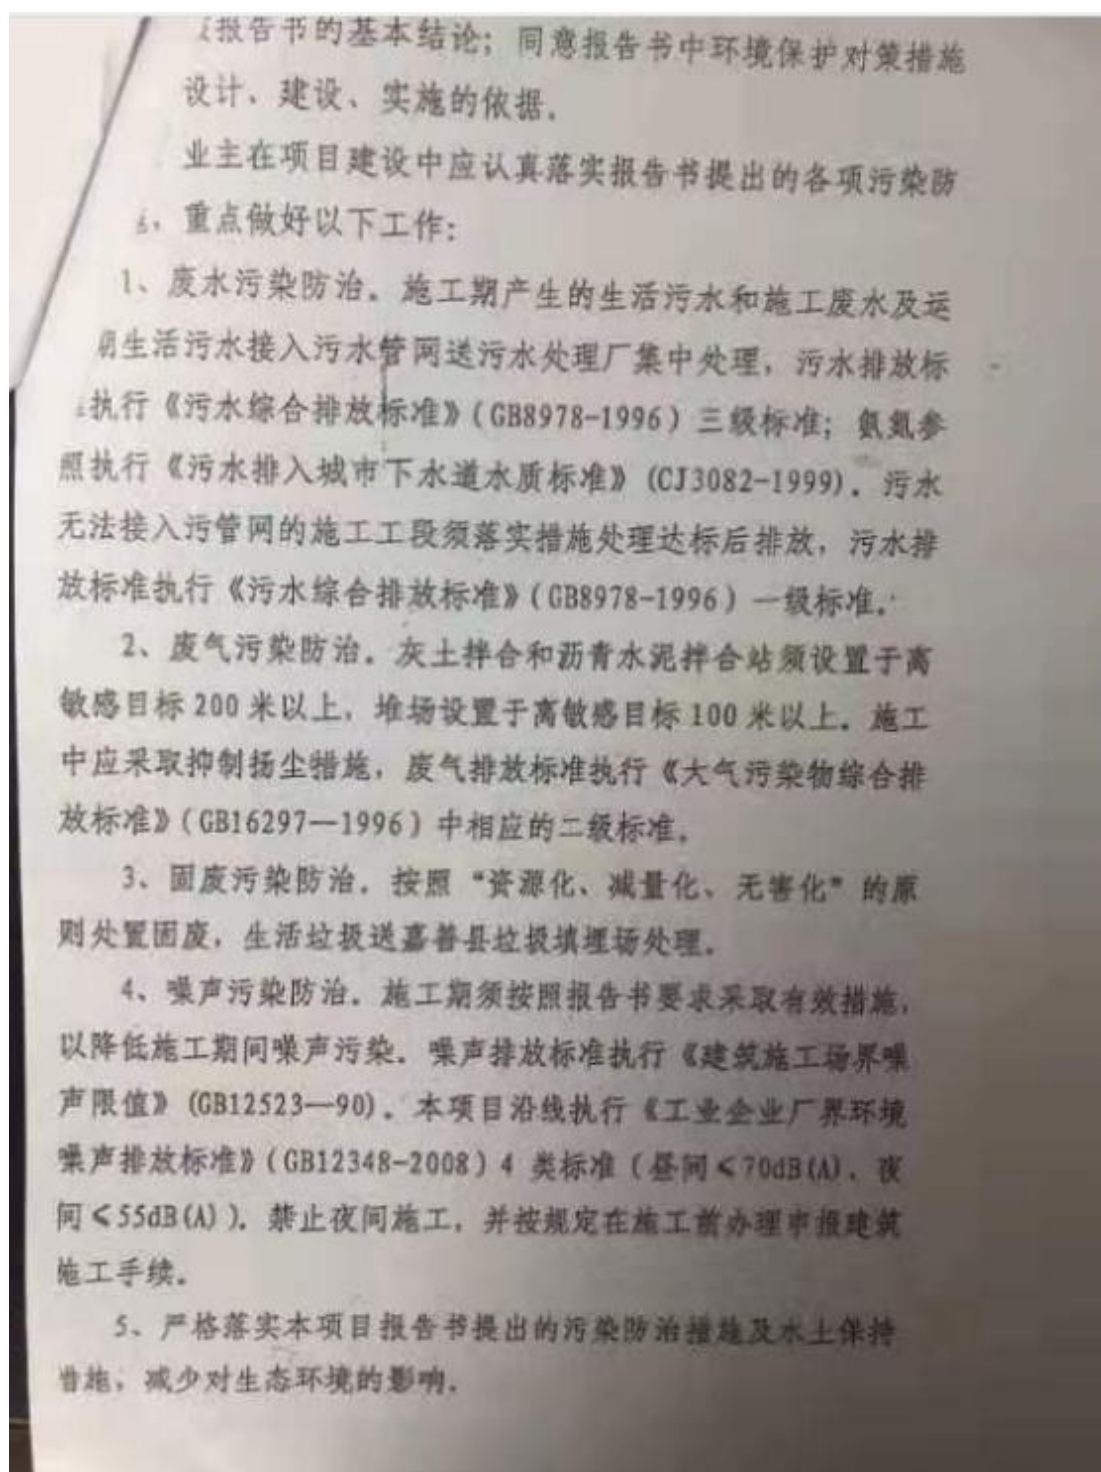 报告书的基本结论；同意报告书中环境保护对策措施
设计、建设、实施的依据．
业主在项目建设中应认真落实报告书提出的各项污染防
，重点做好以下工作：
1、废水污染防治．施工期产生的生活污水和施工废水及运
生活污水接入污水管网送污水处理厂集中处理，污水排放标
执行《污水综合排放标准》（GB8978-1996）三级标准；氨氮参
照执行《污水排入城市下水道水质标准》(CJ3082-1999)．污水
无法接入污管网的施工工段须落实措施处理达标后排放，污水排
放标准执行《污水综合排放标准》（GB8978-1996）一级标准．
2、废气污染防治．灰土拌合和沥青水泥拌合站须设置于离
敏感目标 200 米以上，堆场设置于离敏感目标 100 米以上．施工
中应采取抑制扬尘措施，废气排放标准执行《大气污染物综合排
放标准》（GB16297—1996）中相应的二级标准．
3、固废污染防治．按照“资源化、减量化、无害化”的原
则处置固废，生活垃圾送嘉善县垃圾填埋场处理．
4、噪声污染防治．施工期须按照报告书要求采取有效措施，
以降低施工期间噪声污染．噪声排放标准执行《建筑施工场界噪
声限值》(GB12523—90)．本项目沿线执行《工业企业厂界环境
噪声排放标准》（GB12348-2008）4 类标准（昼间≤70dB(A)．夜
间≤55dB(A)）．禁止夜间施工，并按规定在施工前办理申报建筑
施工手续．
5、严格落实本项目报告书提出的污染防治措施及水土保持
措施，减少对生态环境的影响．